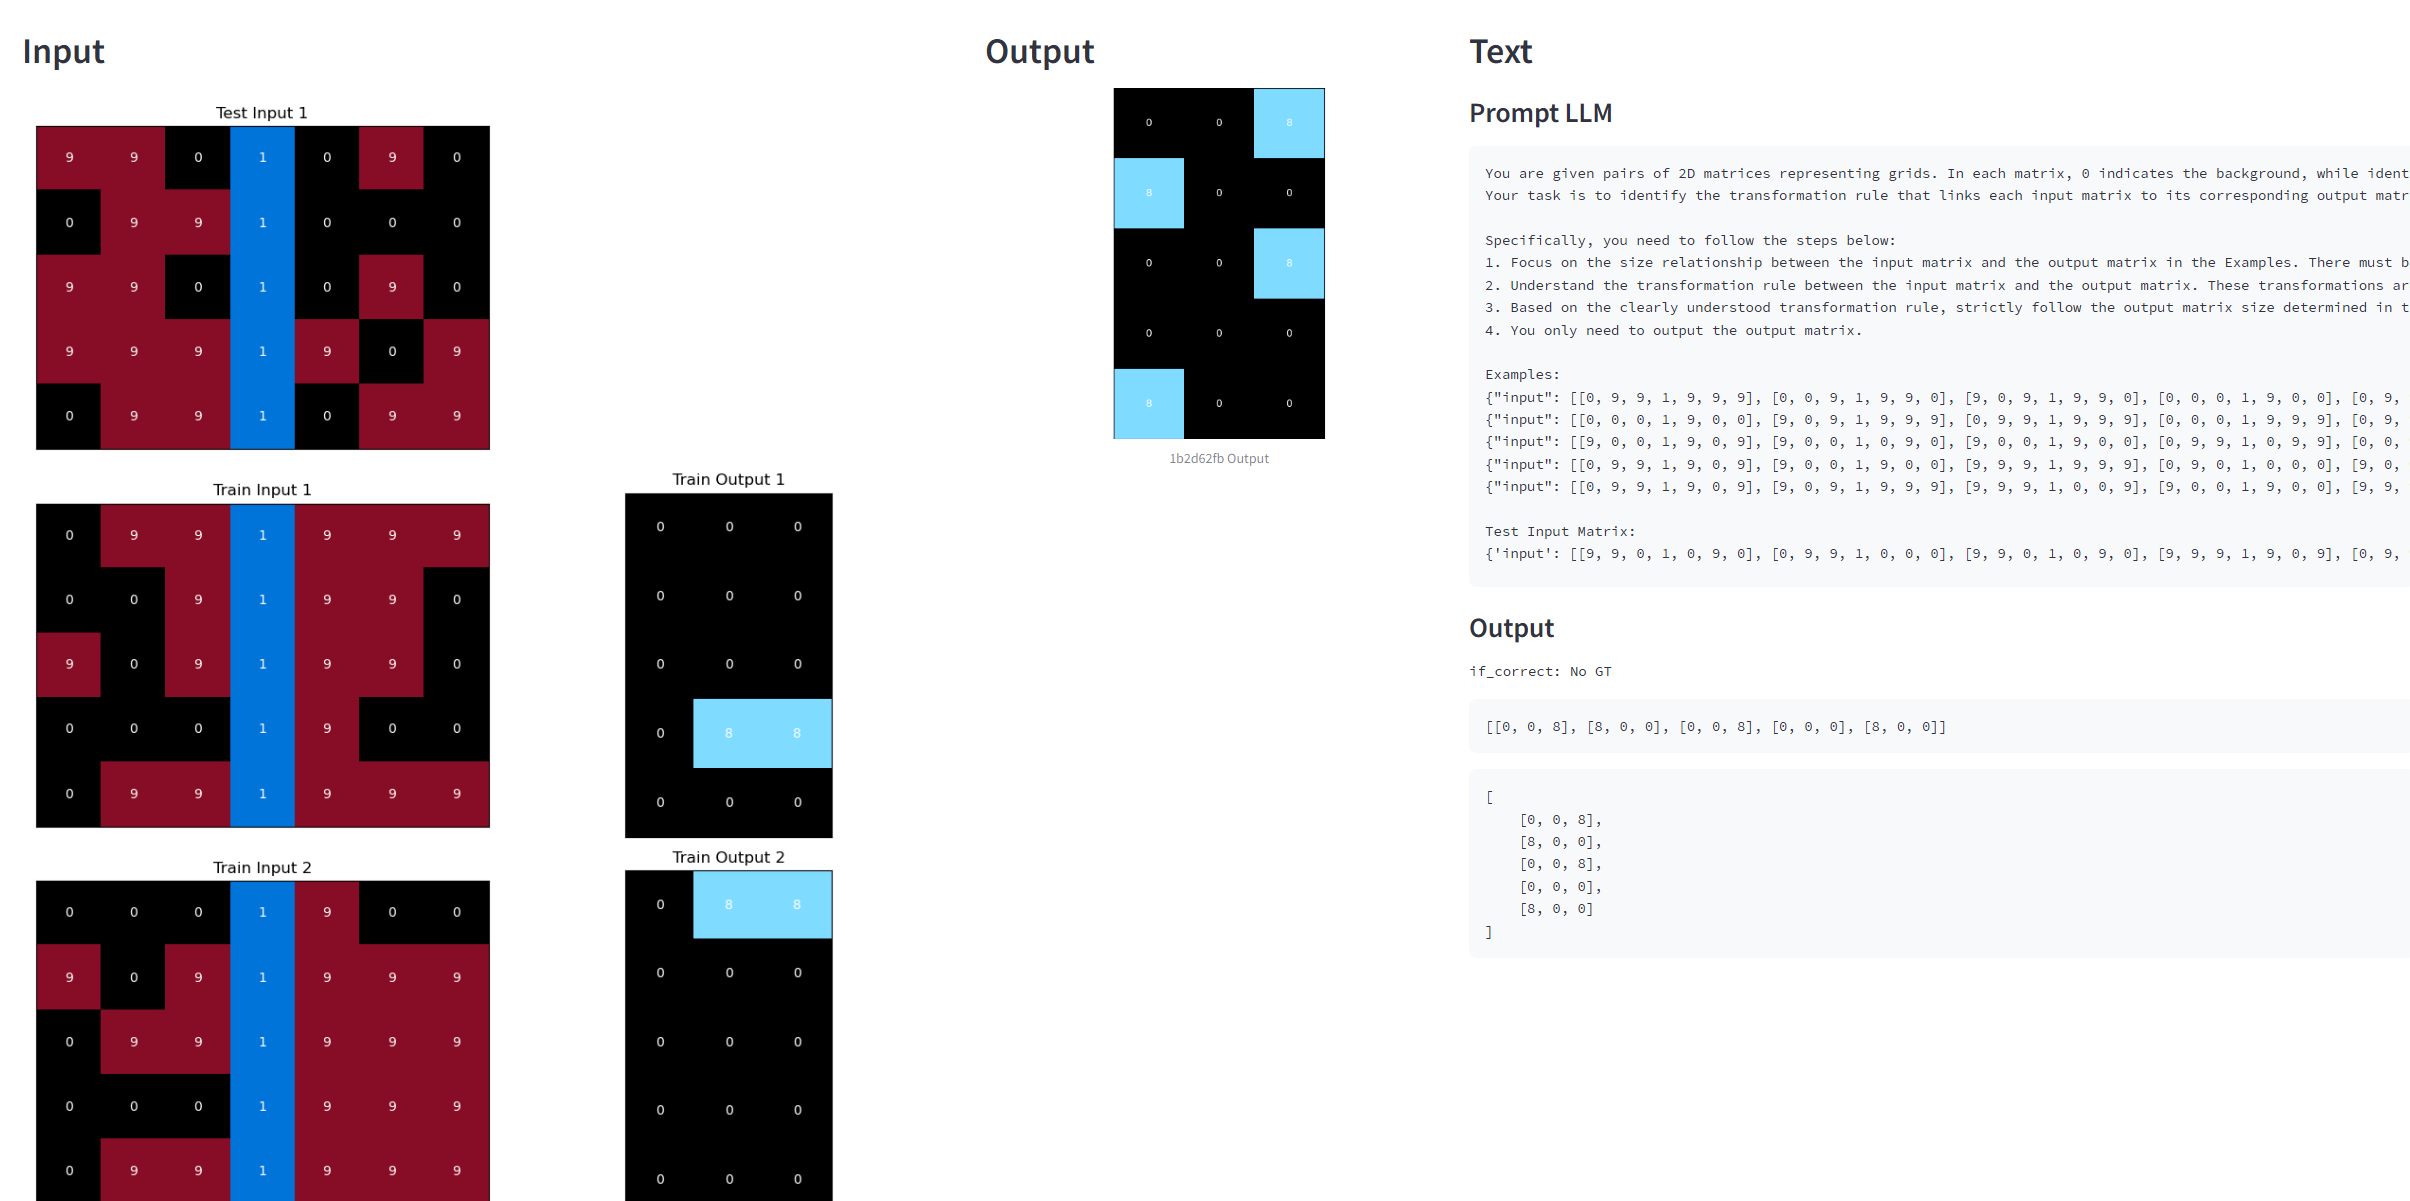 Input
Test Input 1
9 9 0 1 0 9 0
0 9 9 1 0 0 0
9 9 0 1 0 9 0
9 9 9 1 9 0 9
0 9 9 1 0 9 9
Train Input 1
0 9 9 1 9 9 9
0 0 9 1 9 9 0
9 0 9 1 9 9 0
0 0 0 1 9 0 0
0 9 9 1 9 9 9
Train Output 1
0 0 0
0 0 0
0 0 0
0 8 8
0 0 0
Train Input 2
0 0 0 1 9 0 0
9 0 9 1 9 9 9
0 9 9 1 9 9 9
0 0 0 1 9 9 9
0 9 9 1 9 9 9
Train Output 2
0 8 8
0 0 0
0 0 0
0 0 0
0 0 0
Output
0 0 8
8 0 0
0 0 8
0 0 0
8 0 0
1b2d62fb Output
Text
Prompt LLM
You are given pairs of 2D matrices representing grids. In each matrix, 0 indicates the background, while ident
Your task is to identify the transformation rule that links each input matrix to its corresponding output matr
Specifically, you need to follow the steps below:
1. Focus on the size relationship between the input matrix and the output matrix in the Examples. There must b
2. Understand the transformation rule between the input matrix and the output matrix. These transformations ar
3. Based on the clearly understood transformation rule, strictly follow the output matrix size determined in t
4. You only need to output the output matrix.
Examples:
{"input": [[0, 9, 9, 1, 9, 9, 9], [0, 0, 9, 1, 9, 9, 0], [9, 0, 9, 1, 9, 9, 0], [0, 0, 0, 1, 9, 0, 0], [0, 9,
{"input": [[0, 0, 0, 1, 9, 0, 0], [9, 0, 9, 1, 9, 9, 9], [0, 9, 9, 1, 9, 9, 9], [0, 0, 0, 1, 9, 9, 9], [0, 9,
{"input": [[9, 0, 0, 1, 9, 0, 9], [9, 0, 0, 1, 0, 9, 0], [9, 0, 0, 1, 9, 0, 0], [0, 9, 9, 1, 0, 9, 9], [0, 0,
{"input": [[0, 9, 9, 1, 9, 0, 9], [9, 0, 0, 1, 9, 0, 0], [9, 9, 9, 1, 9, 9, 9], [0, 9, 0, 1, 0, 0, 0], [9, 0,
{"input": [[0, 9, 9, 1, 9, 0, 9], [9, 0, 9, 1, 9, 9, 9], [9, 9, 9, 1, 0, 0, 9], [9, 0, 0, 1, 9, 0, 0], [9, 9,
Test Input Matrix:
{'input': [[9, 9, 0, 1, 0, 9, 0], [0, 9, 9, 1, 0, 0, 0], [9, 9, 0, 1, 0, 9, 0], [9, 9, 9, 1, 9, 0, 9], [0, 9,
Output
if_correct: No GT
[[0, 0, 8], [8, 0, 0], [0, 0, 8], [0, 0, 0], [8, 0, 0]]
[
[0, 0, 8],
[8, 0, 0],
[0, 0, 8],
[0, 0, 0],
[8, 0, 0]
]